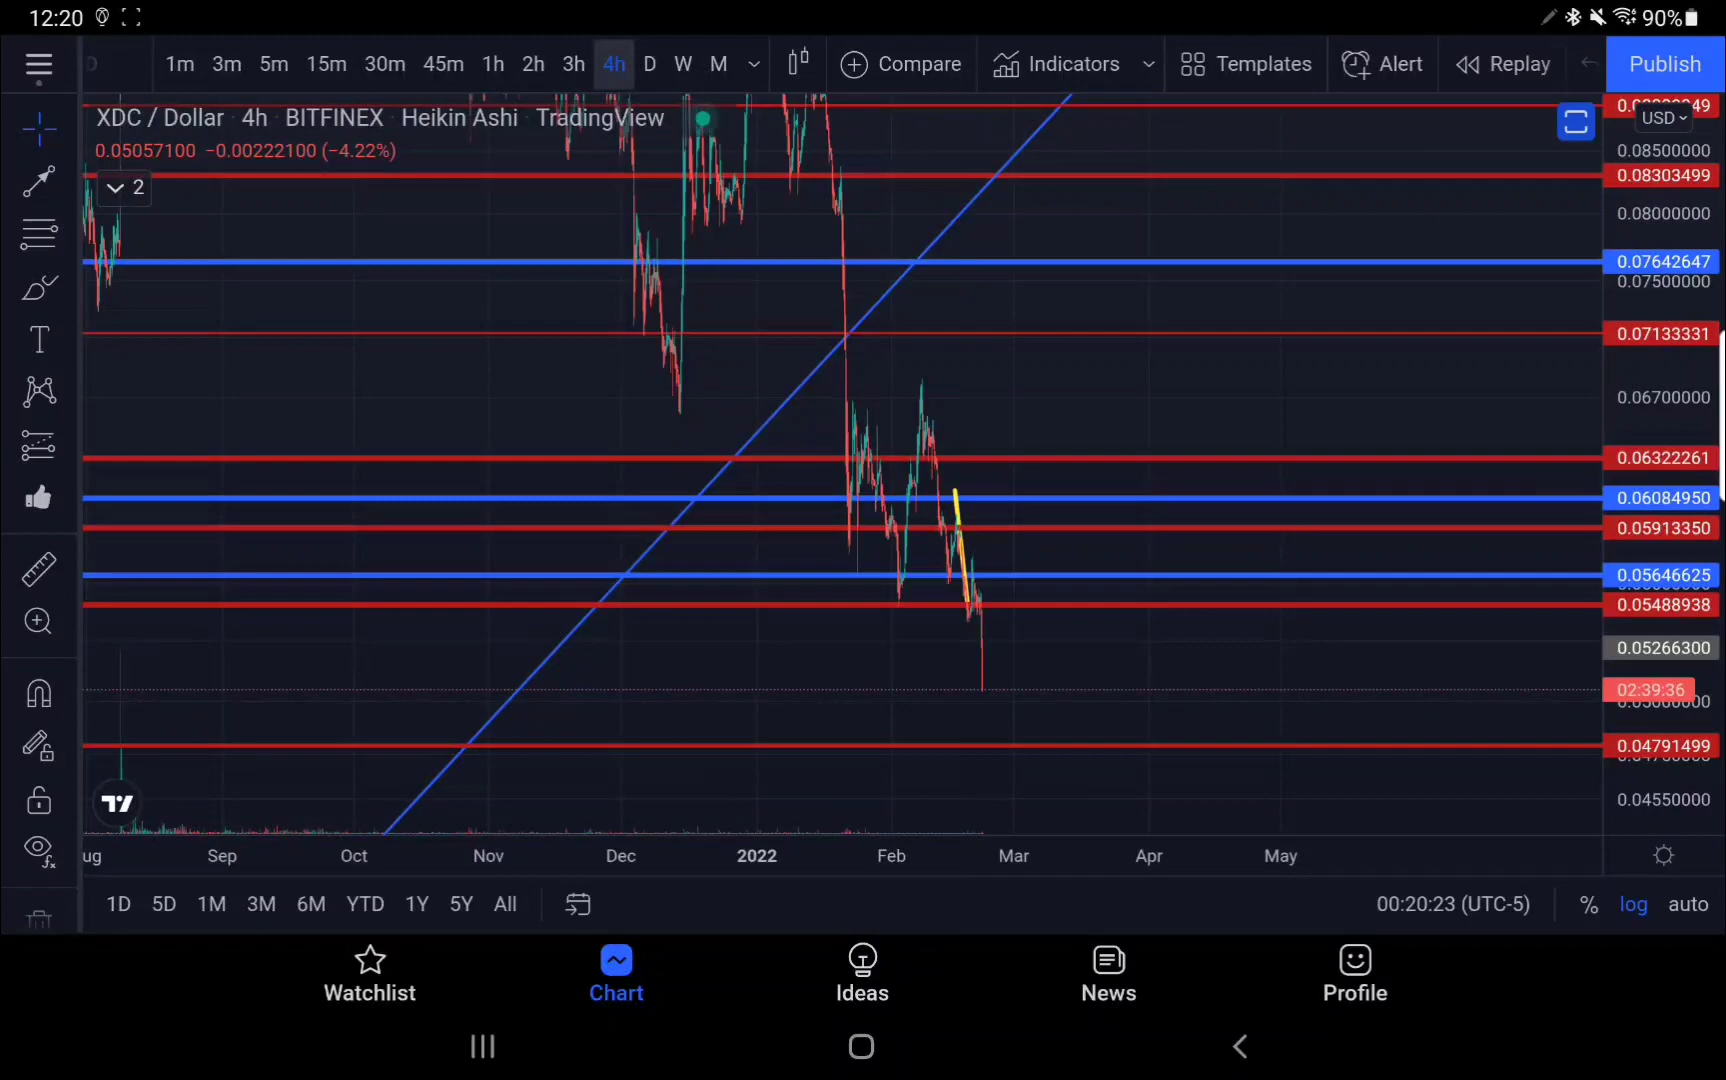 12:20 90%
1m 3m 5m 15m 30m 45m 1h 2h 3h 4h D W M Compare Indicators Templates Alert Replay Publish
XDC / Dollar · 4h · BITFINEX · Heikin Ashi · TradingView
0.05057100 −0.00222100 (−4.22%)
2
USD
0.08500000
0.08303499
0.08000000
0.07642647
0.07500000
0.07133331
0.06700000
0.06322261
0.06084950
0.05913350
0.05646625
0.05488938
0.05266300
02:39:36
0.04791499
0.04550000
ug Sep Oct Nov Dec 2022 Feb Mar Apr May
1D 5D 1M 3M 6M YTD 1Y 5Y All 00:20:23 (UTC-5) % log auto
Watchlist Chart Ideas News Profile